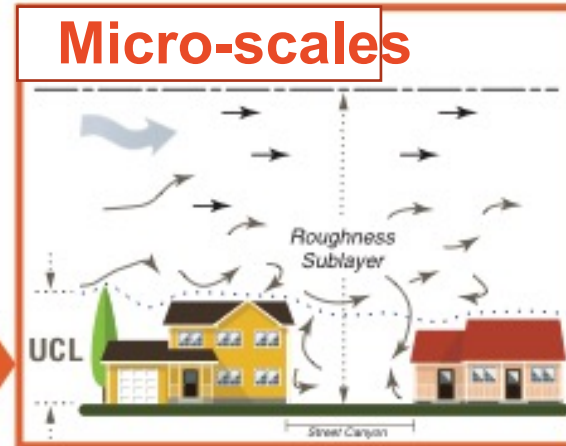 Micro-scales
Roughness
Sublayer
UCL
Street Canyon